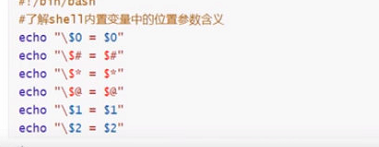 #!/bin/bash
#了解shell内置变量中的位置参数含义
echo "\$0 = $0"
echo "\$# = $#"
echo "\$* = $*"
echo "\$@ = $@"
echo "\$1 = $1"
echo "\$2 = $2"